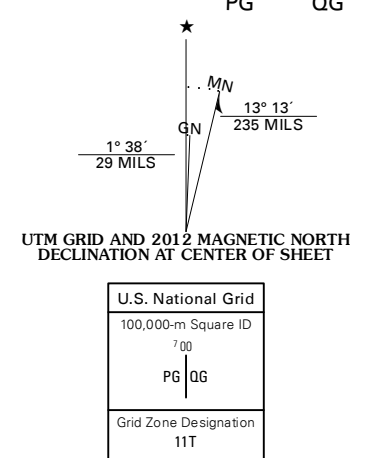 PG QG
★
MN
13° 13´
235 MILS
GN
1° 38´
29 MILS
UTM GRID AND 2012 MAGNETIC NORTH
DECLINATION AT CENTER OF SHEET
U.S. National Grid
100,000-m Square ID
7 00
PG QG
Grid Zone Designation
11T